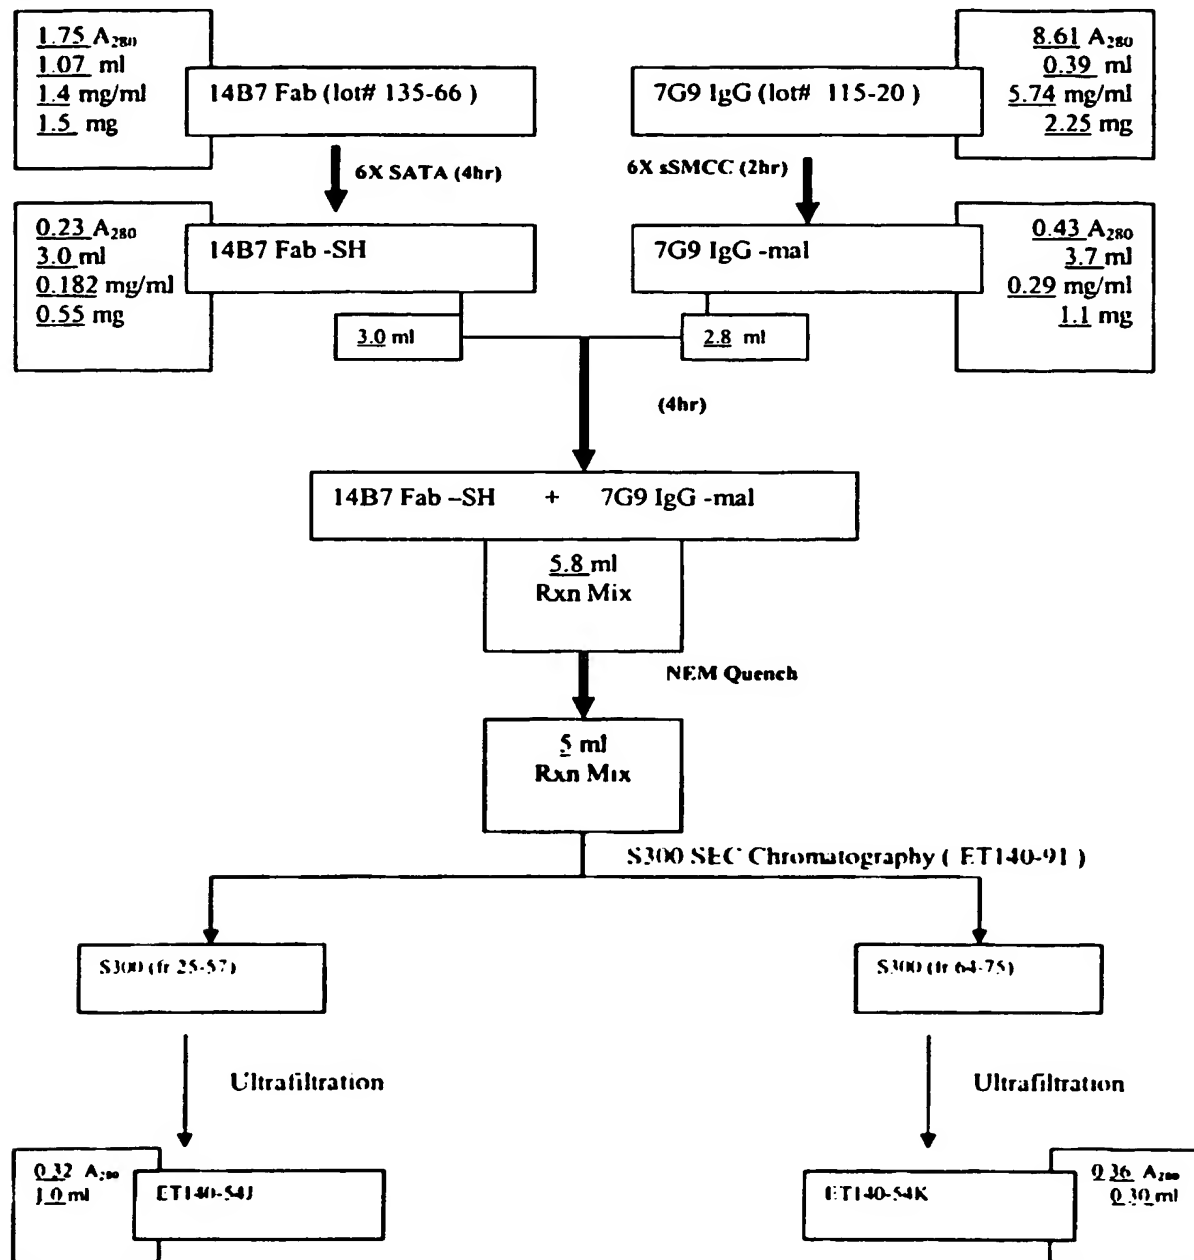 1.75 A280
1.07 ml
1.4 mg/ml
1.5 mg
14B7 Fab (lot# 135-66 )
7G9 IgG (lot# 115-20 )
8.61 A280
0.39 ml
5.74 mg/ml
2.25 mg
6X SATA (4hr)
6X sSMCC (2hr)
0.23 A280
3.0 ml
0.182 mg/ml
0.55 mg
14B7 Fab -SH
7G9 IgG -mal
0.43 A280
3.7 ml
0.29 mg/ml
1.1 mg
3.0 ml
2.8 ml
(4hr)
14B7 Fab –SH + 7G9 IgG -mal
5.8 ml
Rxn Mix
NEM Quench
5 ml
Rxn Mix
S300 SEC Chromatography ( ET140-91 )
S300 (fr 25-57)
S300 (fr 64-75)
Ultrafiltration
Ultrafiltration
0.32 A280
1.0 ml
ET140-54J
ET140-54K
0.36 A280
0.30 ml